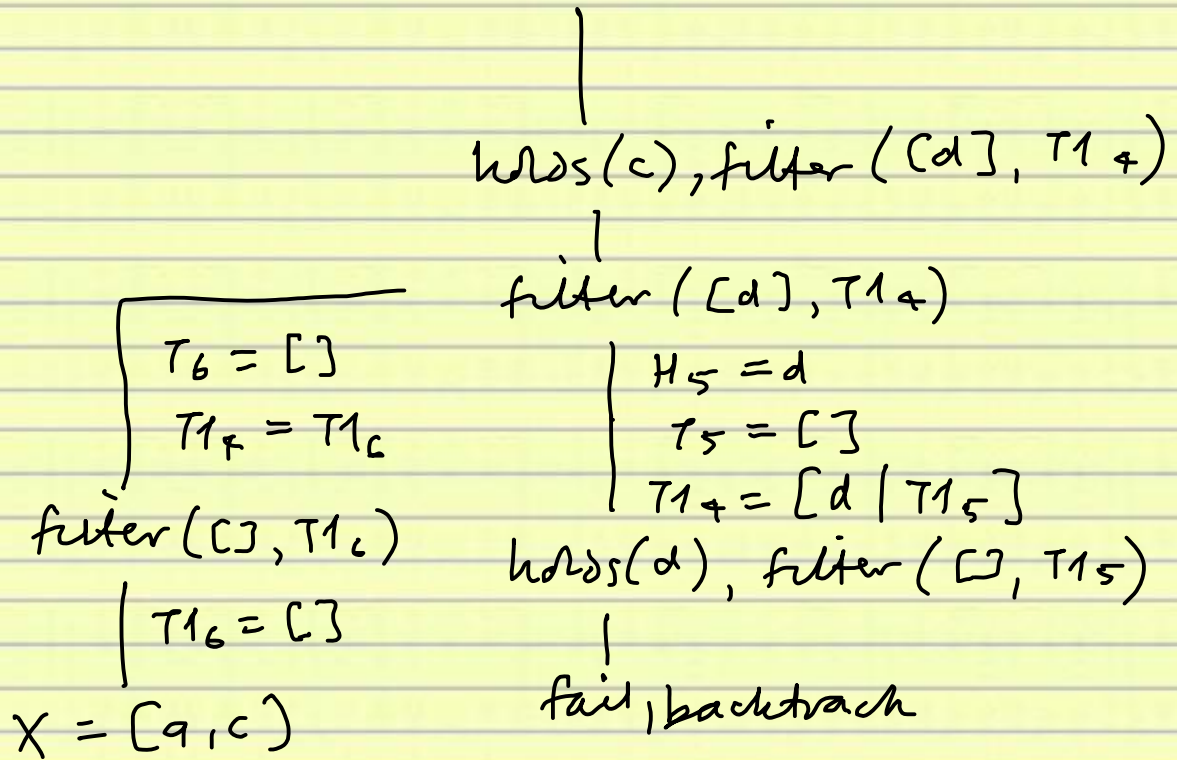 holds(c), filter([d], T1₄)
filter([d], T1₄)
T₆ = []
T1₄ = T1₆
filter([], T1₆)
T1₆ = []
X = [a,c)
H₅ = d
T₅ = []
T1₄ = [d | T1₅]
holds(d), filter([], T1₅)
fail, backtrack